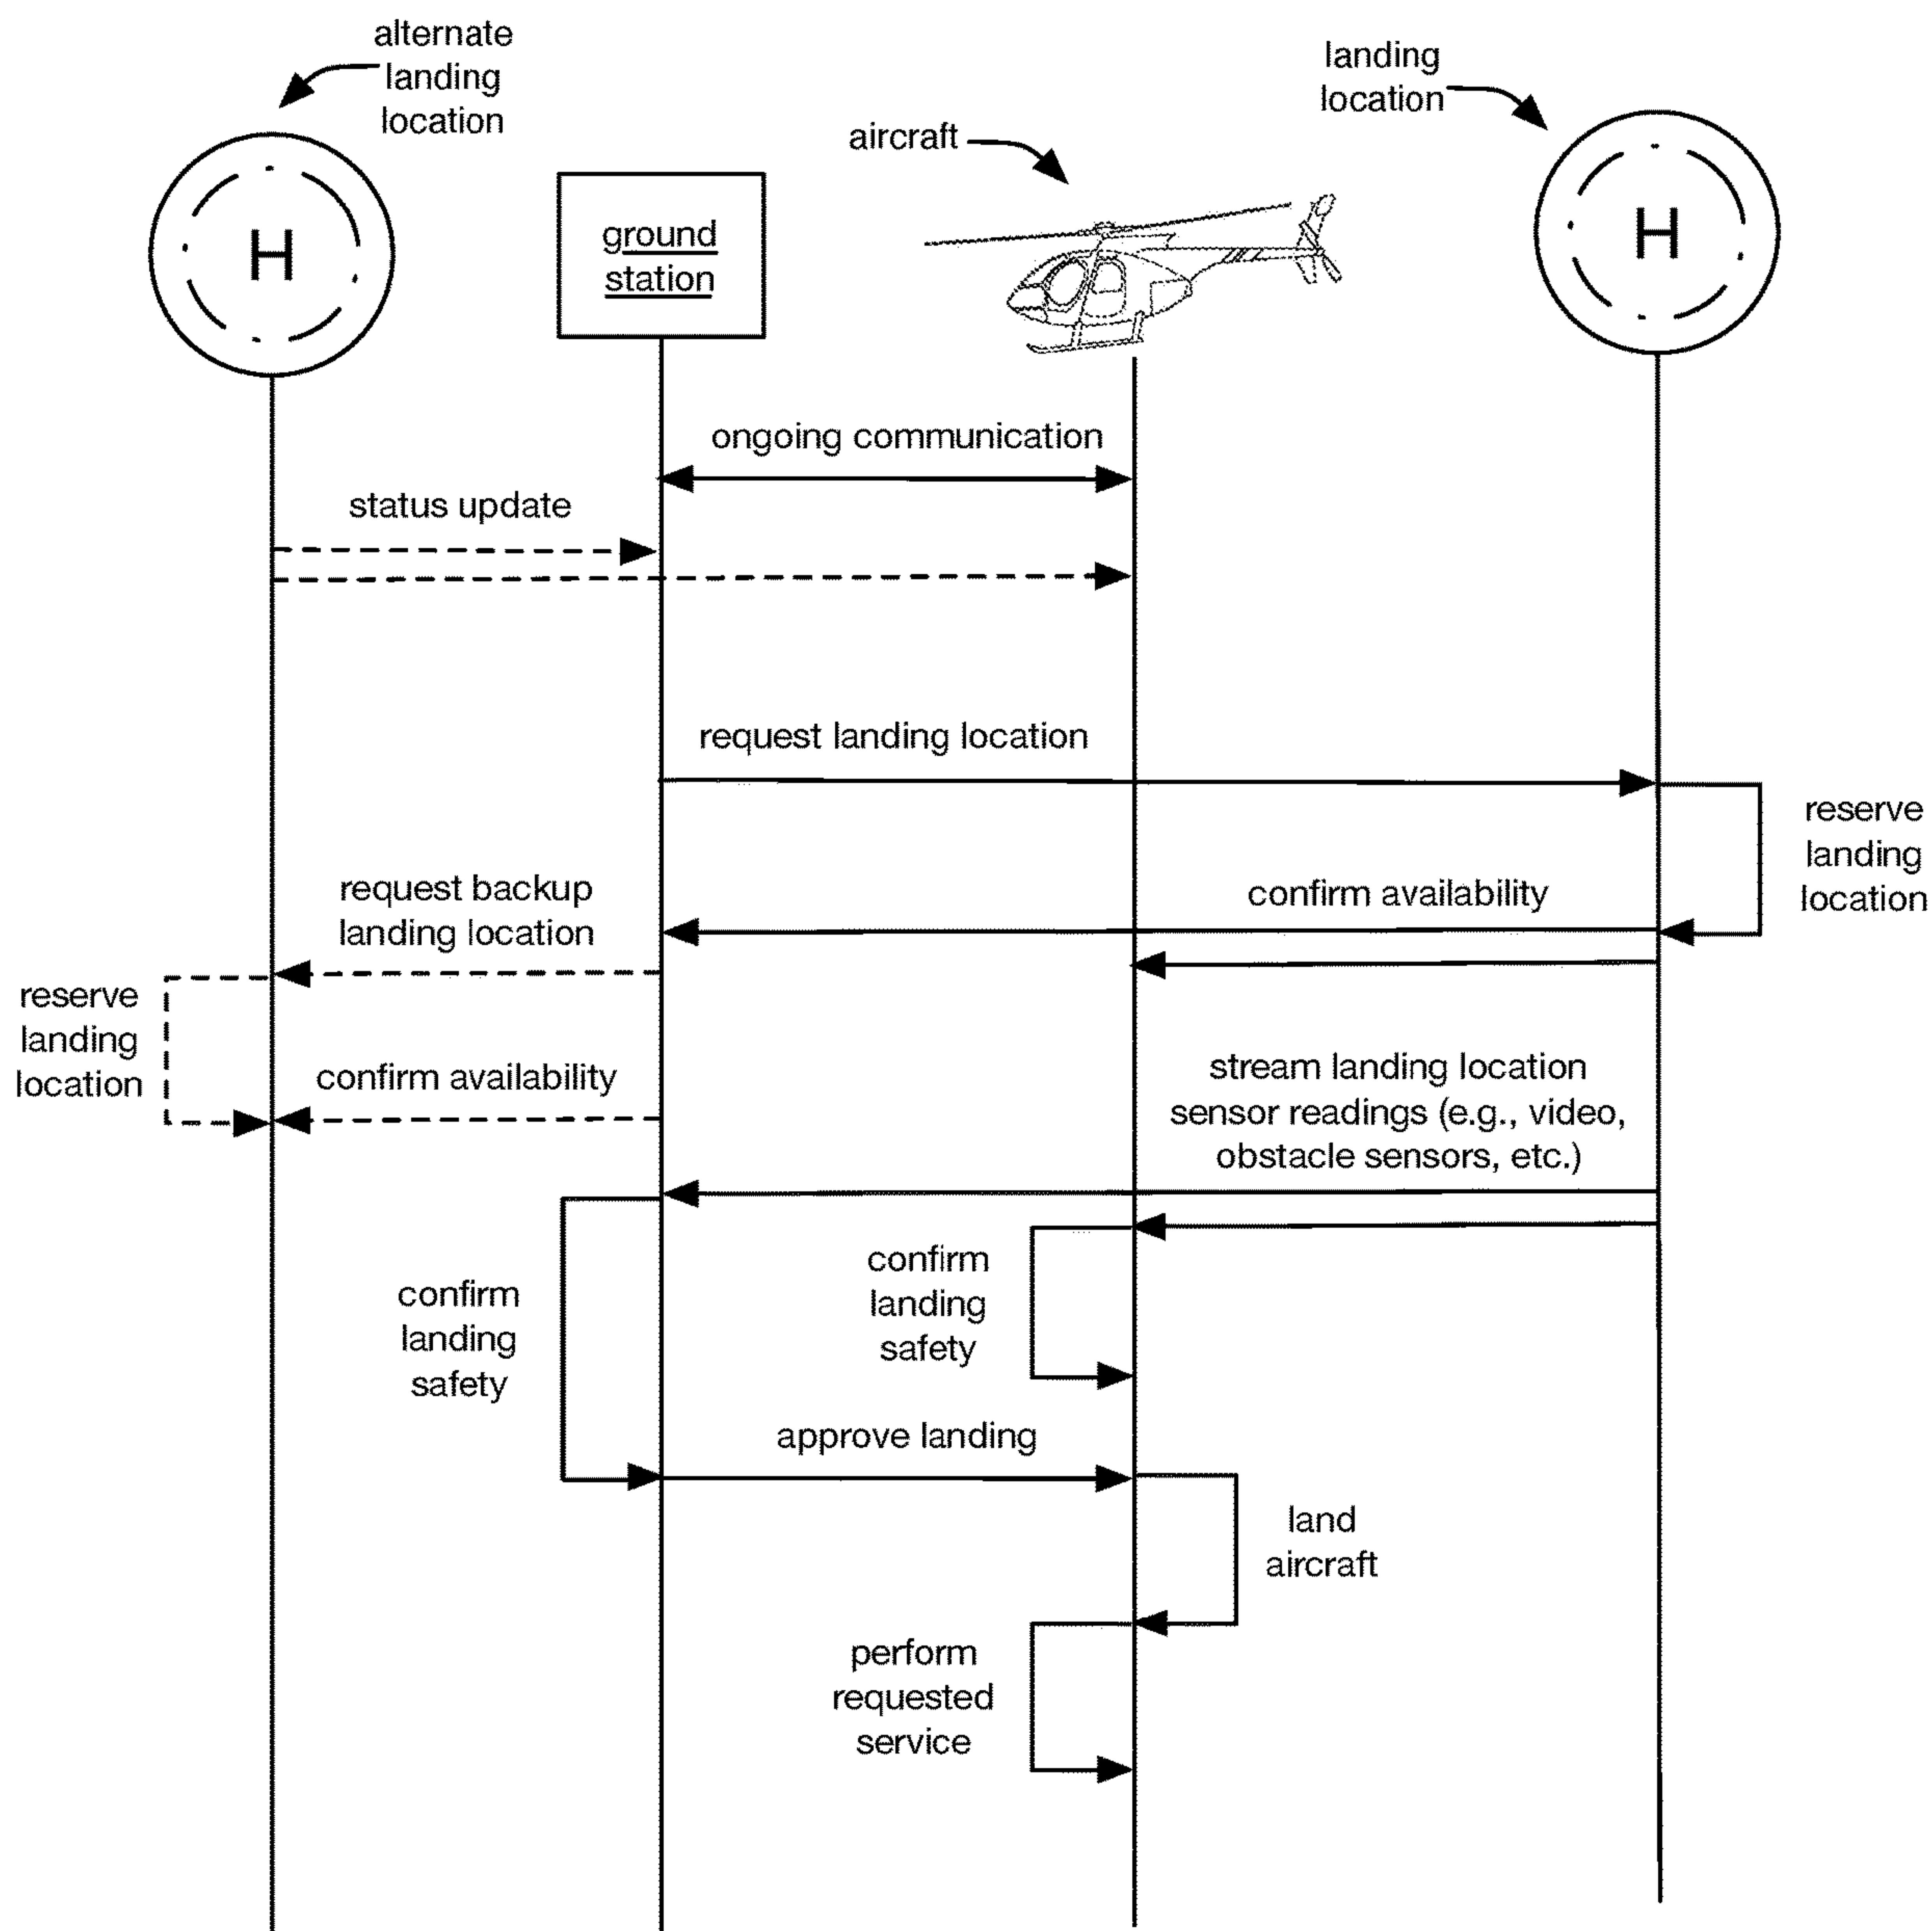 alternate
landing
location
landing
location
aircraft
H
ground
station
H
ongoing communication
status update
request landing location
reserve
landing
location
request backup
landing location
confirm availability
reserve
landing
location
confirm availability
stream landing location
sensor readings (e.g., video,
obstacle sensors, etc.)
confirm
landing
safety
confirm
landing
safety
approve landing
land
aircraft
perform
requested
service